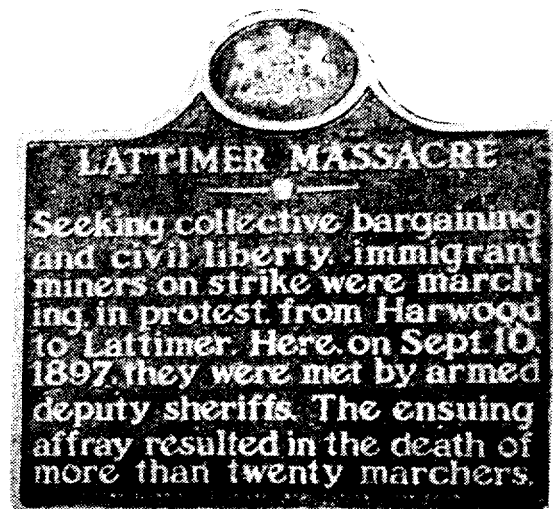 LATTIMER MASSACRE
Seeking collective bargaining
and civil liberty, immigrant
miners on strike were march-
ing in protest from Harwood
to Lattimer. Here, on Sept. 10,
1897, they were met by armed
deputy sheriffs. The ensuing
affray resulted in the death of
more than twenty marchers.